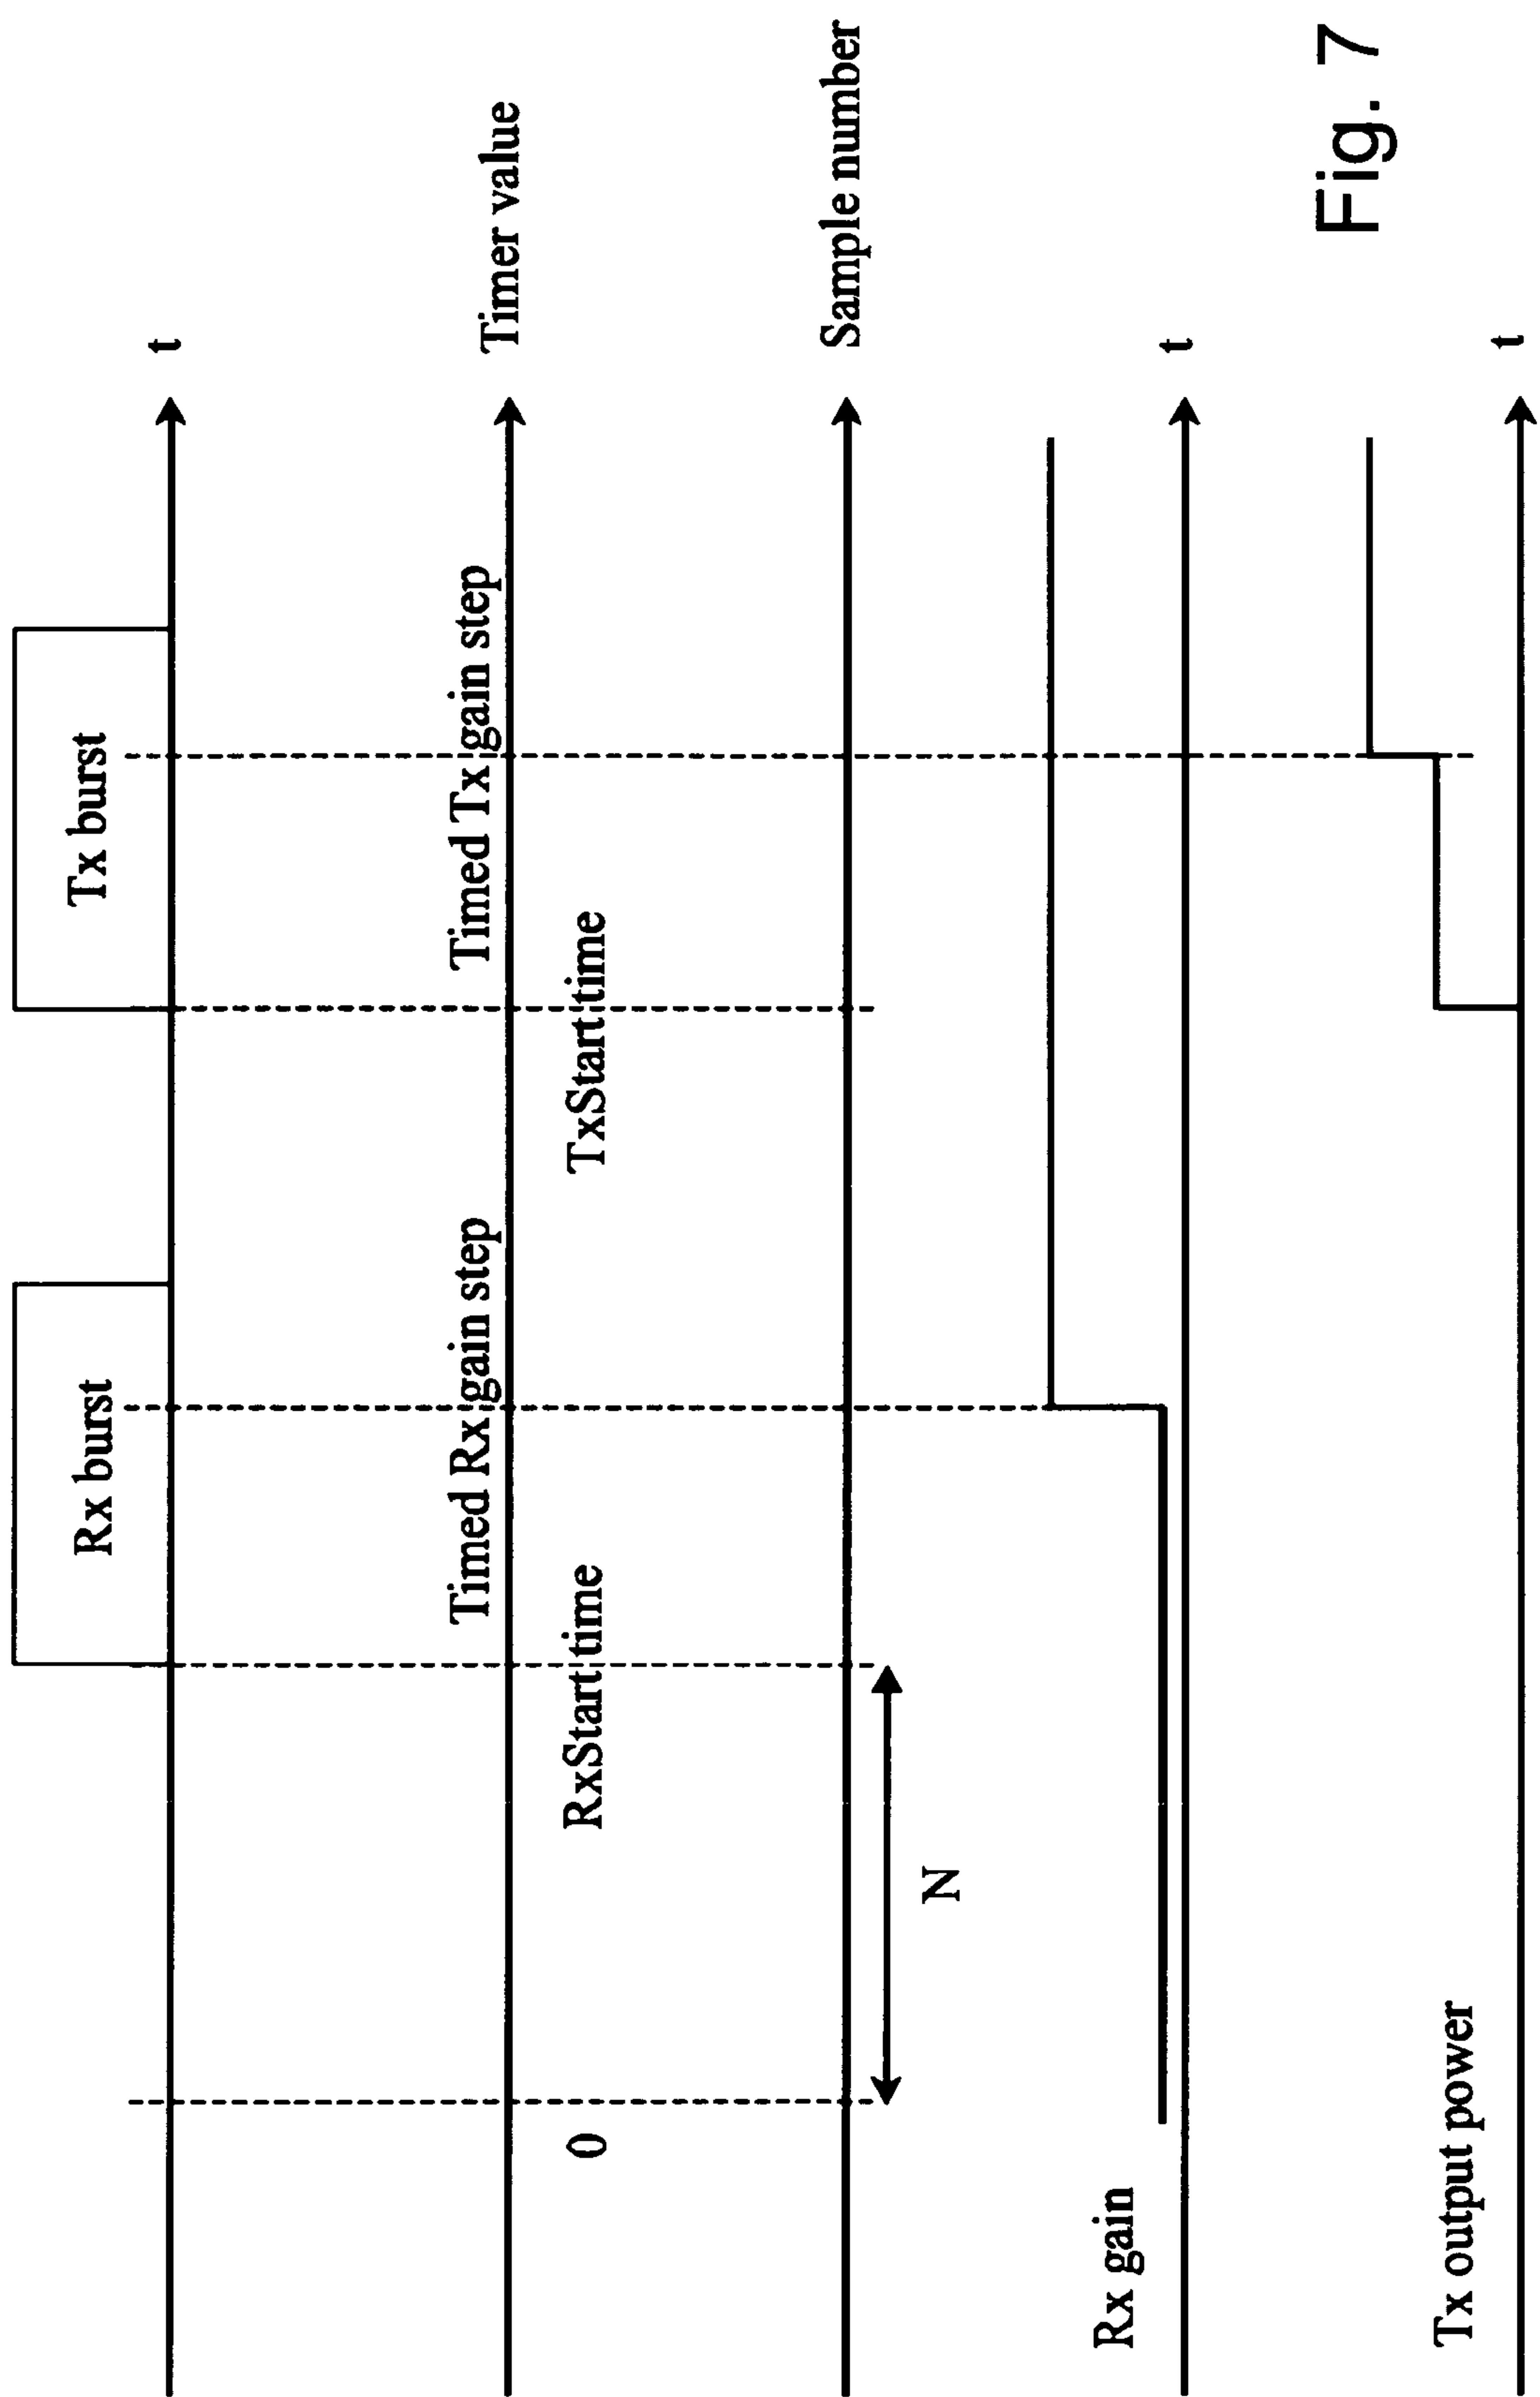 Rx burst
Tx burst
t
Timed Rx gain step
Timed Tx gain step
Timer value
0
RxStart time
TxStart time
Sample number
N
Rx gain
t
Tx output power
t
Fig. 7